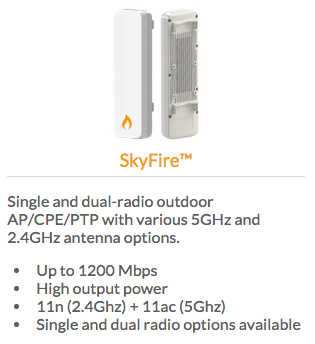 SkyFire™
Single and dual-radio outdoor
AP/CPE/PTP with various 5GHz and
2.4GHz antenna options.
• Up to 1200 Mbps
• High output power
• 11n (2.4Ghz) + 11ac (5Ghz)
• Single and dual radio options available